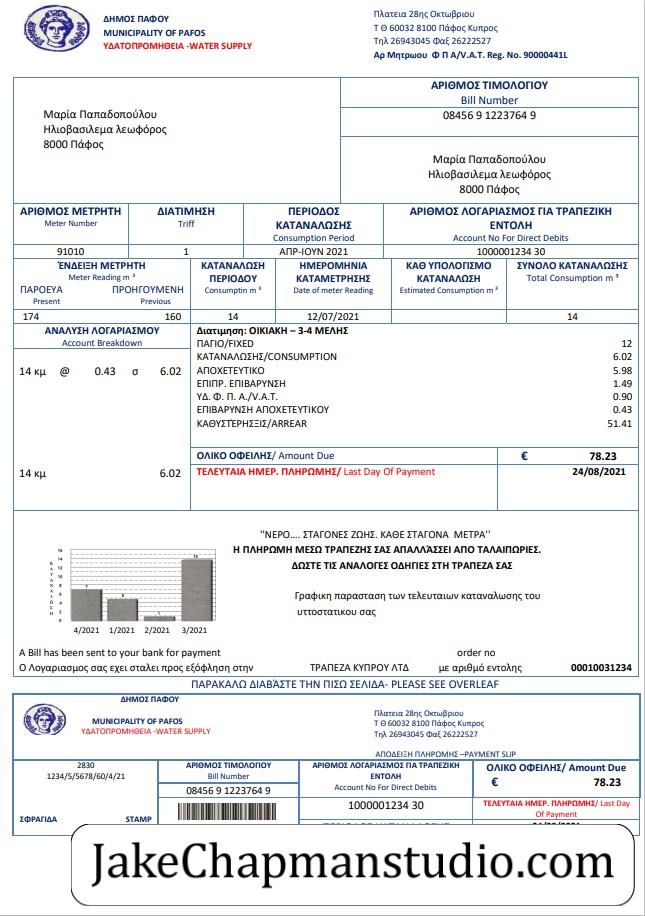 ΔΗΜΟΣ ΠΑΦΟΥ
MUNICIPALITY OF PAFOS
ΥΔΑΤΟΠΡΟΜΗΘΕΙΑ -WATER SUPPLY
Πλατεια 28ης Οκτωβριου
Τ Θ 60032 8100 Πάφος Κυπρος
Τηλ 26943045 Φαξ 26222527
Αρ Μητρωου Φ Π Α/V.A.T. Reg. No. 90000441L
Μαρία Παπαδοπούλου
Ηλιοβασιλεμα λεωφόρος
8000 Πάφος
ΑΡΙΘΜΟΣ ΤΙΜΟΛΟΓΙΟΥ
Bill Number
08456 9 1223764 9
Μαρία Παπαδοπούλου
Ηλιοβασιλεμα λεωφόρος
8000 Πάφος
ΑΡΙΘΜΟΣ ΜΕΤΡΗΤΗ
Meter Number
ΔΙΑΤΙΜΗΣΗ
Triff
ΠΕΡΙΟΔΟΣ
ΚΑΤΑΝΑΛΩΣΗΣ
Consumption Period
ΑΡΙΘΜΟΣ ΛΟΓΑΡΙΑΣΜΟΣ ΓΙΑ ΤΡΑΠΕΖΙΚΗ
ΕΝΤΟΛΗ
Account No For Direct Debits
91010 1 ΑΠΡ-ΙΟΥΝ 2021 1000001234 30
ΈΝΔΕΙΞΗ ΜΕΤΡΗΤΗ
Meter Reading m ³
ΠΑΡΟΕΥΑ ΠΡΟΗΓΟΥΜΕΝΗ
Present Previous
ΚΑΤΑΝΑΛΩΣΗ
ΠΕΡΙΟΔΟΥ
Consumptin m ³
ΗΜΕΡΟΜΗΝΙΑ
ΚΑΤΑΜΕΤΡΗΣΗΣ
Date of meter Reading
ΚΑΘ ΥΠΟΛΟΓΙΣΜΟ
ΚΑΤΑΝΑΛΩΣΗ
Estimated Consumption m ³
ΣΥΝΟΛΟ ΚΑΤΑΝΑΛΩΣΗΣ
Total Consumption m ³
174 160 14 12/07/2021 14
ΑΝΑΛΥΣΗ ΛΟΓΑΡΙΑΣΜΟΥ
Account Breakdown
14 κμ @ 0.43 σ 6.02
14 κμ 6.02
Διατιμηση: ΟΙΚΙΑΚΗ – 3-4 ΜΕΛΗΣ
ΠΑΓΙΟ/FIXED 12
ΚΑΤΑΝΑΛΩΣΗΣ/CONSUMPTION 6.02
ΑΠΟΧΕΤΕΥΤΙΚΟ 5.98
ΕΠΙΠΡ. ΕΠΙΒΑΡΥΝΣΗ 1.49
ΥΔ. Φ. Π. Α./V.A.T. 0.90
ΕΠΙΒΑΡΥΝΣΗ ΑΠΟΧΕΤΕΥΤΙΚΟΥ 0.43
ΚΑΘΥΣΤΈΡΗΣΞΙΣ/ARREAR 51.41
ΟΛΙΚΟ ΟΦΕΙΛΗΣ/ Amount Due € 78.23
ΤΕΛΕΥΤΑΙΑ ΗΜΕΡ. ΠΛΗΡΩΜΗΣ/ Last Day Of Payment 24/08/2021
''ΝΕΡΟ.... ΣΤΑΓΟΝΕΣ ΖΩΗΣ. ΚΑΘΕ ΣΤΑΓΟΝΑ ΜΕΤΡΑ''
Η ΠΛΗΡΩΜΗ ΜΕΣΩ ΤΡΑΠΕΖΗΣ ΣΑΣ ΑΠΑΛΛΆΣΣΕΙ ΑΠΟ ΤΑΛΑΙΠΩΡΙΕΣ.
ΔΩΣΤΕ ΤΙΣ ΑΝΑΛΟΓΕΣ ΟΔΗΓΙΕΣ ΣΤΗ ΤΡΑΠΕΖΑ ΣΑΣ
Γραφικη παρασταση των τελευταιων καταναλωσης του
υττοστατικου σας
ΚΑΤΑΝΑΛΩΣΗ
16
14
12
10
8
6
4
2
0
7 5 1 14
4/2021 1/2021 2/2021 3/2021
A Bill has been sent to your bank for payment order no
Ο Λογαριασμος σας εχει σταλει προς εξόφληση στην ΤΡΑΠΕΖΑ ΚΥΠΡΟΥ ΛΤΔ με αριθμό εντολης 00010031234
ΠΑΡΑΚΑΛΩ ΔΙΑΒΆΣΤΕ ΤΗΝ ΠΙΣΩ ΣΕΛΙΔΑ- PLEASE SEE OVERLEAF
ΔΗΜΟΣ ΠΑΦΟΥ
MUNICIPALITY OF PAFOS
ΥΔΑΤΟΠΡΟΜΗΘΕΙΑ -WATER SUPPLY
Πλατεια 28ης Οκτωβριου
Τ Θ 60032 8100 Πάφος Κυπρος
Τηλ 26943045 Φαξ 26222527
ΑΠΟΔΕΙΞΗ ΠΛΗΡΩΜΗΣ –PAYMENT SLIP
2830
1234/5/5678/60/4/21
ΣΦΡΑΓΙΔΑ STAMP
ΑΡΙΘΜΟΣ ΤΙΜΟΛΟΓΙΟΥ
Bill Number
08456 9 1223764 9
ΑΡΙΘΜΟΣ ΛΟΓΑΡΙΑΣΜΟΣ ΓΙΑ ΤΡΑΠΕΖΙΚΗ
ΕΝΤΟΛΗ
Account No For Direct Debits
1000001234 30
ΟΛΙΚΟ ΟΦΕΙΛΗΣ/ Amount Due
€ 78.23
ΤΕΛΕΥΤΑΙΑ ΗΜΕΡ. ΠΛΗΡΩΜΗΣ/ Last Day
Of Payment
JakeChapmanstudio.com